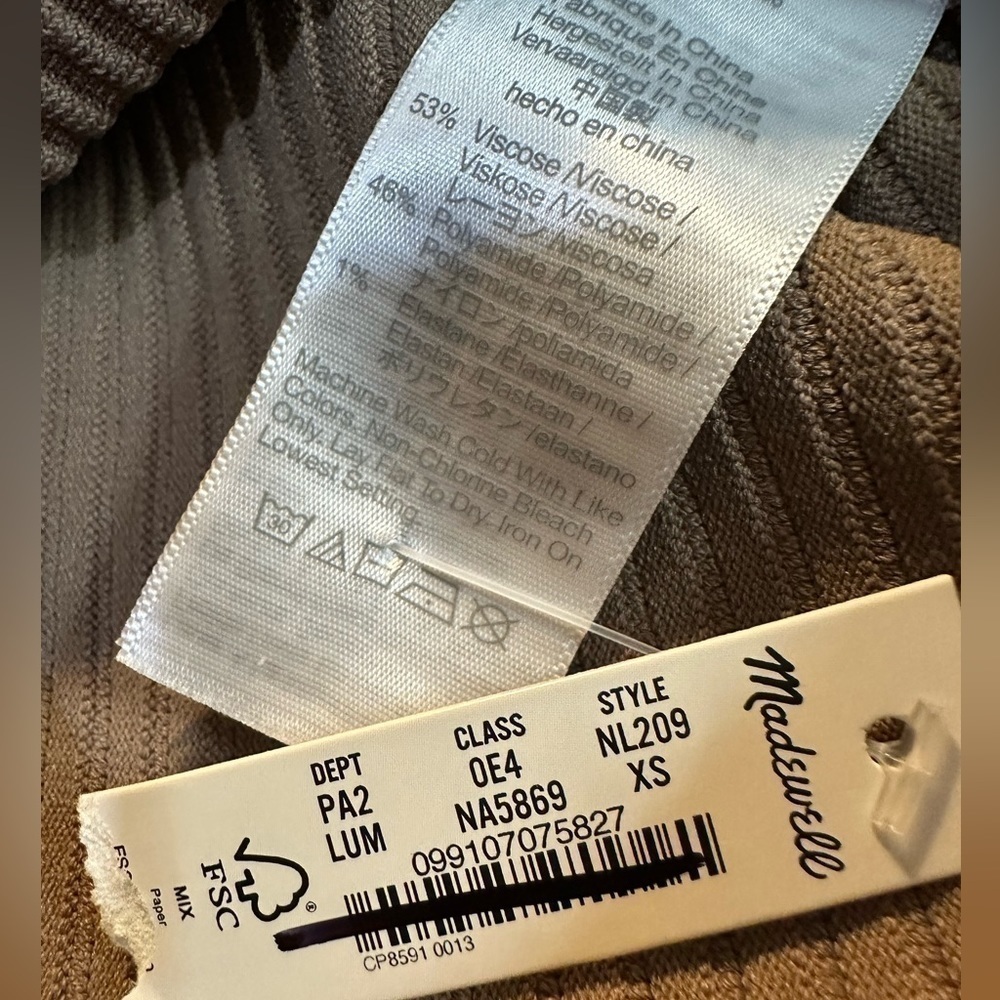 Made In China
Fabriqué En Chine
Hergestellt in China
Vervaardigd in China
中国製
hecho en china
53% Viscose /Viscose /
Viskose /Viscose /
レーヨン /Viscosa
46% Polyamide /Polyamide /
Polyamide /Polyamide /
ナイロン /poliamida
1% Elastane /Elasthanne /
Elastan /Elastaan /
ポリウレタン /elastano
Machine Wash Cold With Like
Colors. Non-Chlorine Bleach
Only. Lay Flat To Dry. Iron On
Lowest Setting.
30
DEPT CLASS STYLE
PA2 0E4 NL209
LUM NA5869 XS
099107075827
CP8591 0013
Madswell
FSC
®
MIX
Paper